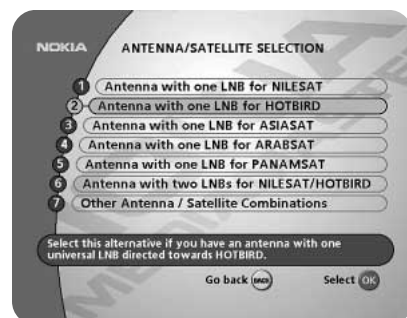 NOKIA
ANTENNA/SATELLITE SELECTION
1 Antenna with one LNB for NILESAT
2 Antenna with one LNB for HOTBIRD
3 Antenna with one LNB for ASIASAT
4 Antenna with one LNB for ARABSAT
5 Antenna with one LNB for PANAMSAT
6 Antenna with two LNBs for NILESAT/HOTBIRD
7 Other Antenna / Satellite Combinations
Select this alternative if you have an antenna with one
universal LNB directed towards HOTBIRD.
Go back BACK Select OK